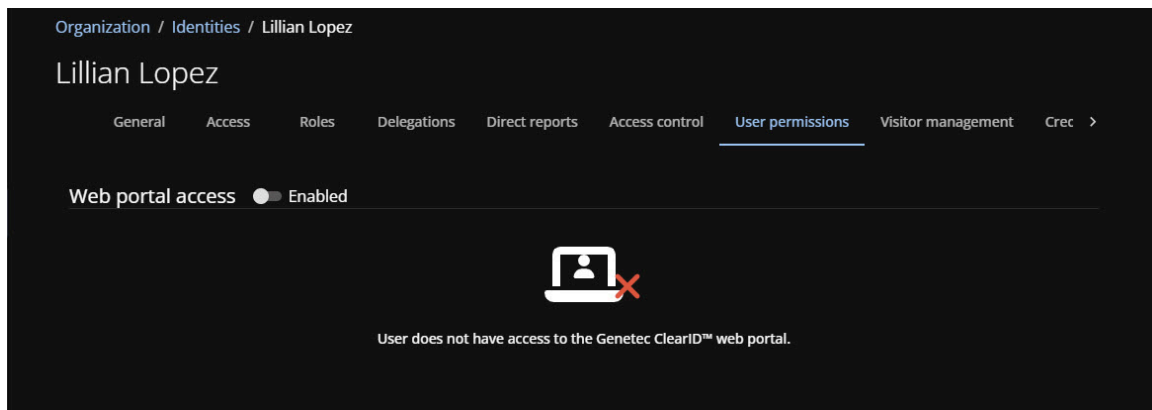 Organization / Identities / Lillian Lopez
Lillian Lopez
General Access Roles Delegations Direct reports Access control User permissions Visitor management Crec
Web portal access Enabled
User does not have access to the Genetec ClearID™ web portal.